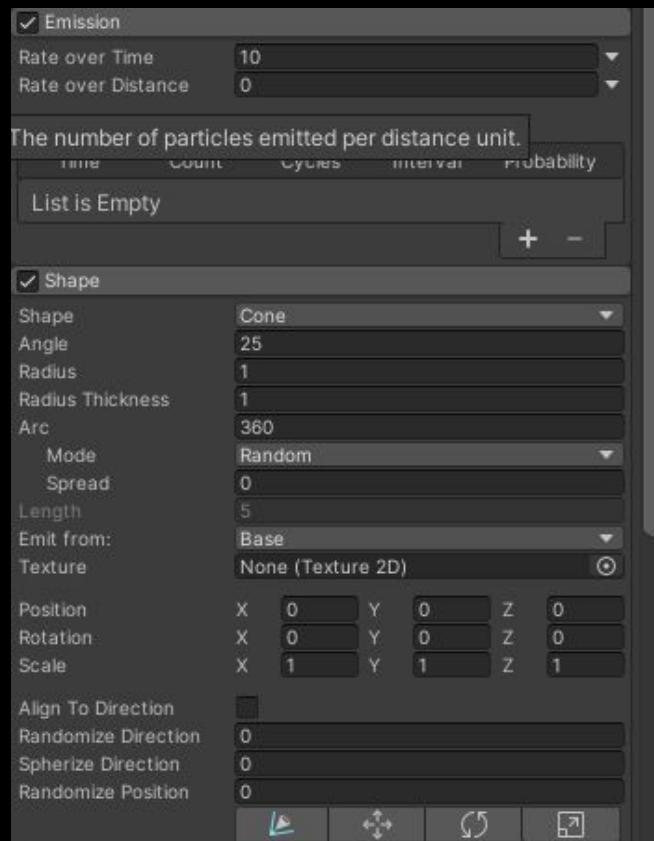 Emission
Rate over Time 10
Rate over Distance 0
The number of particles emitted per distance unit.
Time Count Cycles Interval Probability
List is Empty
+ −
Shape
Shape Cone
Angle 25
Radius 1
Radius Thickness 1
Arc 360
Mode Random
Spread 0
Length 5
Emit from: Base
Texture None (Texture 2D)
Position X 0 Y 0 Z 0
Rotation X 0 Y 0 Z 0
Scale X 1 Y 1 Z 1
Align To Direction
Randomize Direction 0
Spherize Direction 0
Randomize Position 0